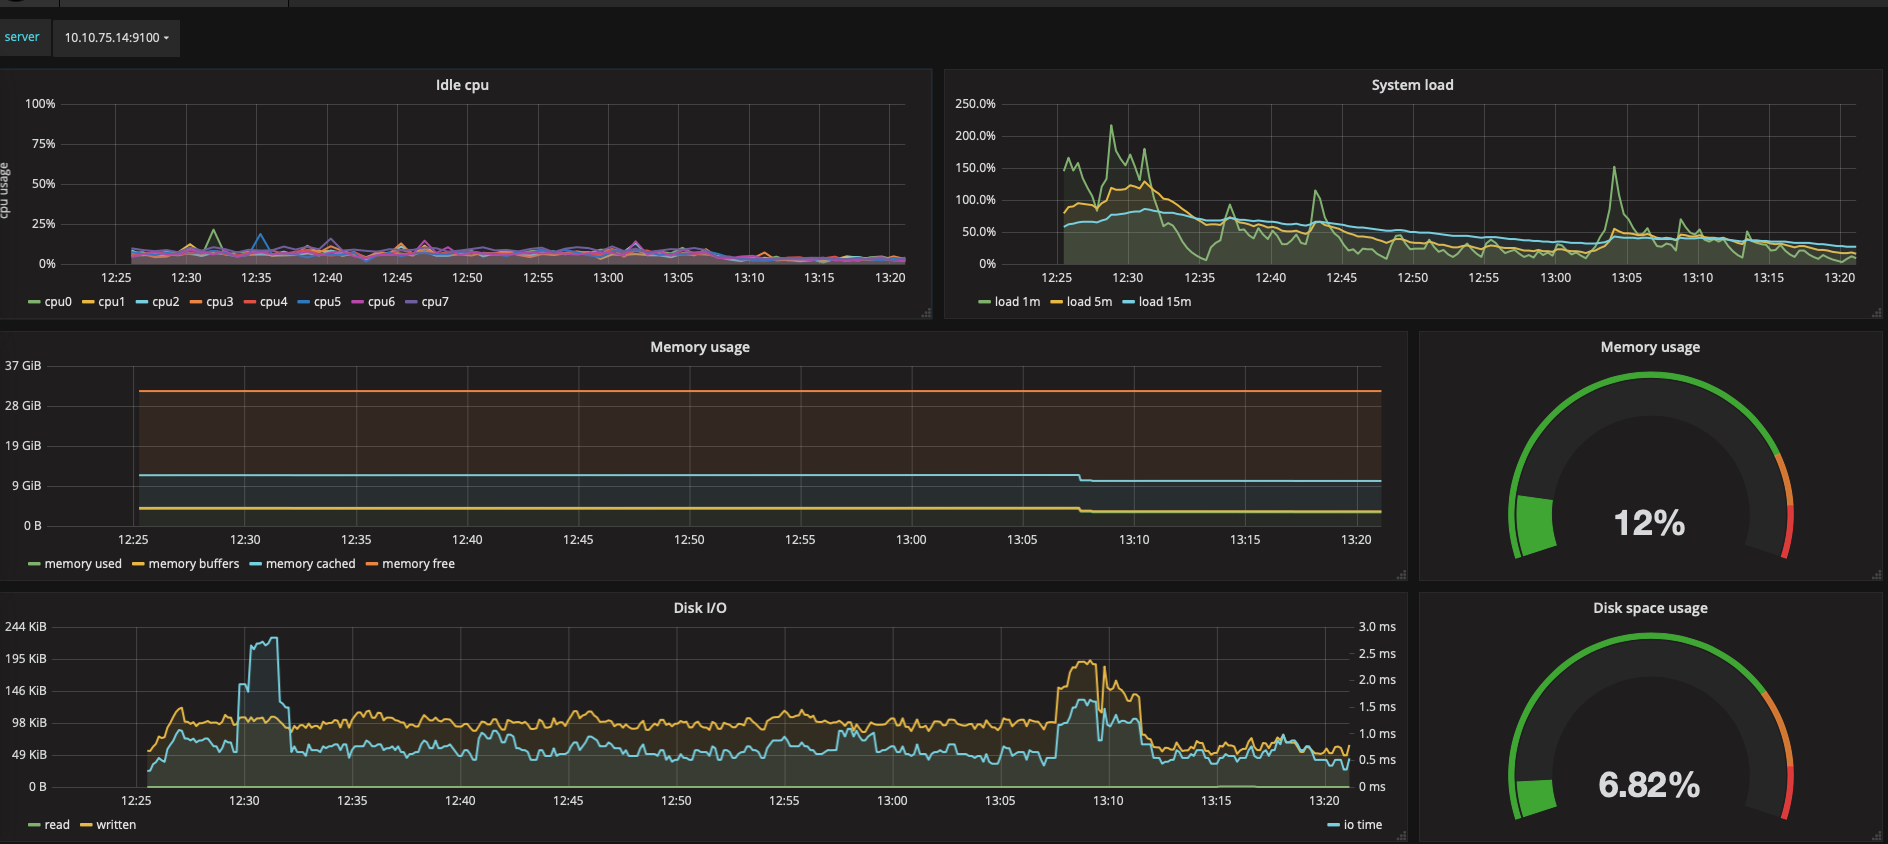 server 10.10.75.14:9100
Idle cpu
cpu usage
100%
75%
50%
25%
0%
12:25 12:30 12:35 12:40 12:45 12:50 12:55 13:00 13:05 13:10 13:15 13:20
cpu0 cpu1 cpu2 cpu3 cpu4 cpu5 cpu6 cpu7
System load
250.0%
200.0%
150.0%
100.0%
50.0%
0%
12:25 12:30 12:35 12:40 12:45 12:50 12:55 13:00 13:05 13:10 13:15 13:20
load 1m load 5m load 15m
Memory usage
37 GiB
28 GiB
19 GiB
9 GiB
0 B
12:25 12:30 12:35 12:40 12:45 12:50 12:55 13:00 13:05 13:10 13:15 13:20
memory used memory buffers memory cached memory free
Memory usage
12%
Disk I/O
244 KiB
195 KiB
146 KiB
98 KiB
49 KiB
0 B
3.0 ms
2.5 ms
2.0 ms
1.5 ms
1.0 ms
0.5 ms
0 ms
12:25 12:30 12:35 12:40 12:45 12:50 12:55 13:00 13:05 13:10 13:15 13:20
read written io time
Disk space usage
6.82%